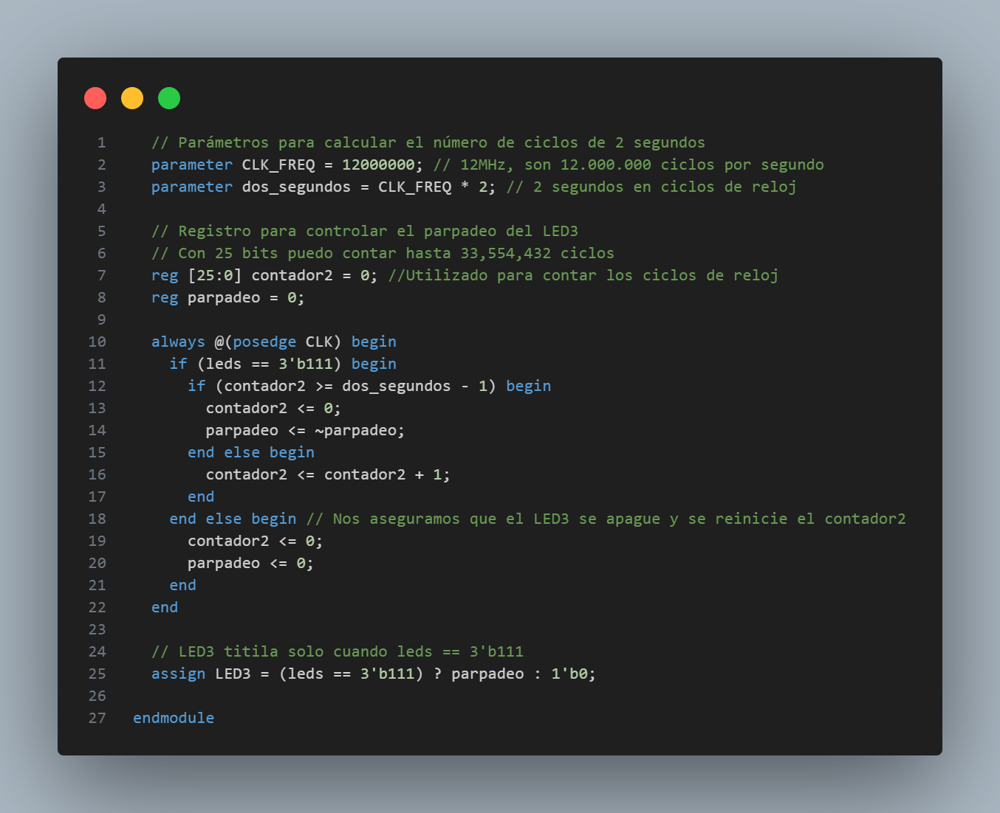 1 // Parámetros para calcular el número de ciclos de 2 segundos
2 parameter CLK_FREQ = 12000000; // 12MHz, son 12.000.000 ciclos por segundo
3 parameter dos_segundos = CLK_FREQ * 2; // 2 segundos en ciclos de reloj
4
5 // Registro para controlar el parpadeo del LED3
6 // Con 25 bits puedo contar hasta 33,554,432 ciclos
7 reg [25:0] contador2 = 0; //Utilizado para contar los ciclos de reloj
8 reg parpadeo = 0;
9
10 always @(posedge CLK) begin
11 if (leds == 3'b111) begin
12 if (contador2 >= dos_segundos - 1) begin
13 contador2 <= 0;
14 parpadeo <= ~parpadeo;
15 end else begin
16 contador2 <= contador2 + 1;
17 end
18 end else begin // Nos aseguramos que el LED3 se apague y se reinicie el contador2
19 contador2 <= 0;
20 parpadeo <= 0;
21 end
22 end
23
24 // LED3 titila solo cuando leds == 3'b111
25 assign LED3 = (leds == 3'b111) ? parpadeo : 1'b0;
26
27 endmodule